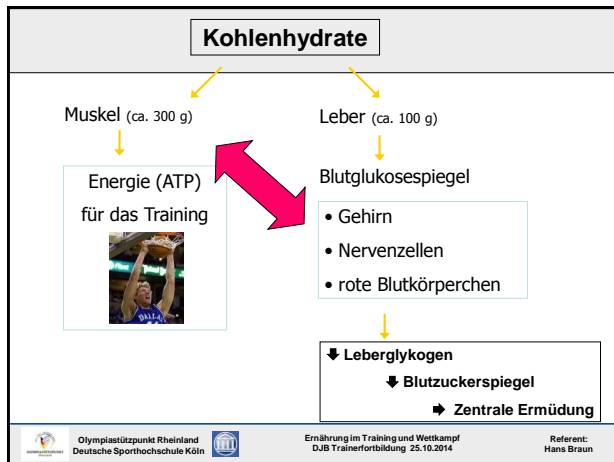 Kohlenhydrate
Muskel (ca. 300 g)
Leber (ca. 100 g)
Energie (ATP)
für das Training
DALLAS
Blutglukosespiegel
• Gehirn
• Nervenzellen
• rote Blutkörperchen
🡇 Leberglykogen
🡇 Blutzuckerspiegel
🡆 Zentrale Ermüdung
Olympiastützpunkt Rheinland
Deutsche Sporthochschule Köln
Ernährung im Training und Wettkampf
DJB Trainerfortbildung 25.10.2014
Referent:
Hans Braun